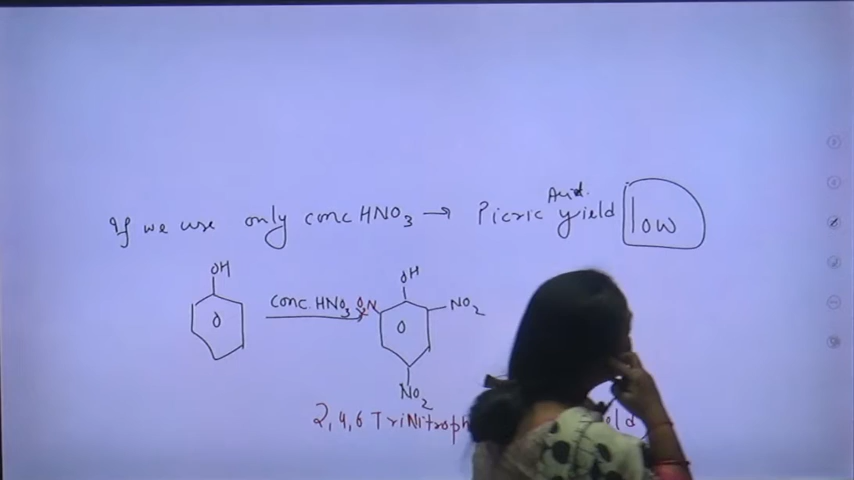 If we use only conc HNO3 → Picric Acid. yield low
OH
OH
Conc. HNO3
O2N
NO2
NO2
2,4,6 TriNitroph